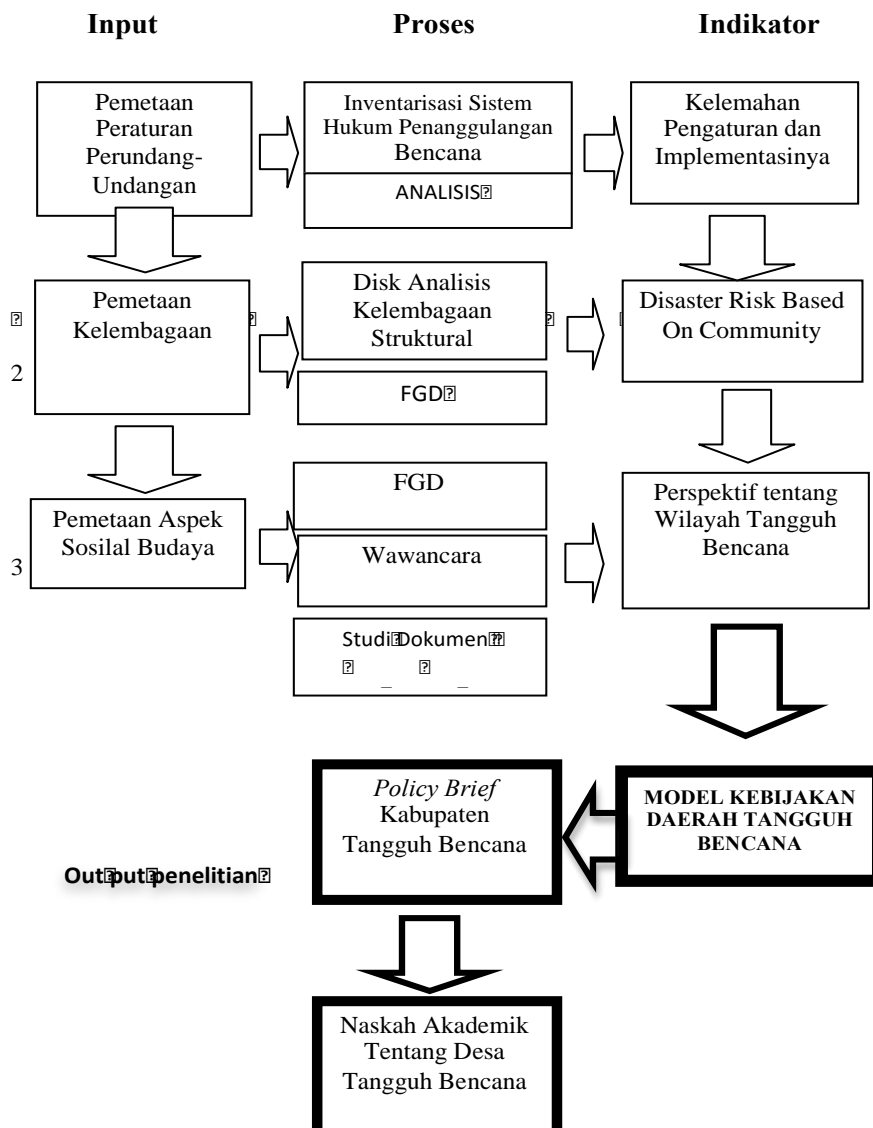 Input Proses Indikator
Pemetaan
Peraturan
Perundang-
Undangan
Inventarisasi Sistem
Hukum Penanggulangan
Bencana
ANALISIS
Kelemahan
Pengaturan dan
Implementasinya
2
Pemetaan
Kelembagaan
Disk Analisis
Kelembagaan
Struktural
FGD
Disaster Risk Based
On Community
3
Pemetaan Aspek
Sosilal Budaya
FGD
Wawancara
Studi Dokumen
Perspektif tentang
Wilayah Tangguh
Bencana
MODEL KEBIJAKAN
DAERAH TANGGUH
BENCANA
Policy Brief
Kabupaten
Tangguh Bencana
Out put penelitian
Naskah Akademik
Tentang Desa
Tangguh Bencana